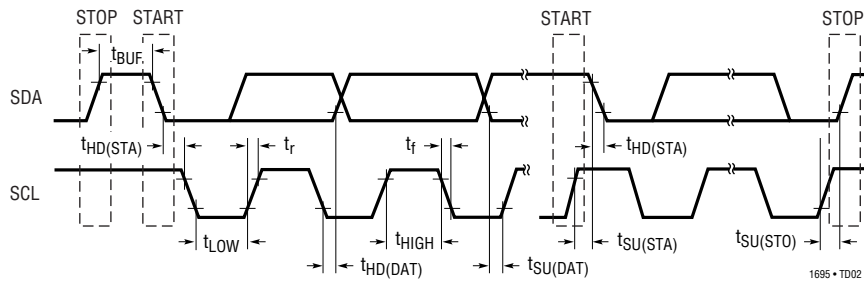 STOP START START STOP
tBUF
SDA
tHD(STA) tr tf tHD(STA)
SCL
tLOW tHIGH tSU(STA) tSU(STO)
tHD(DAT) tSU(DAT)
1695 • TD02